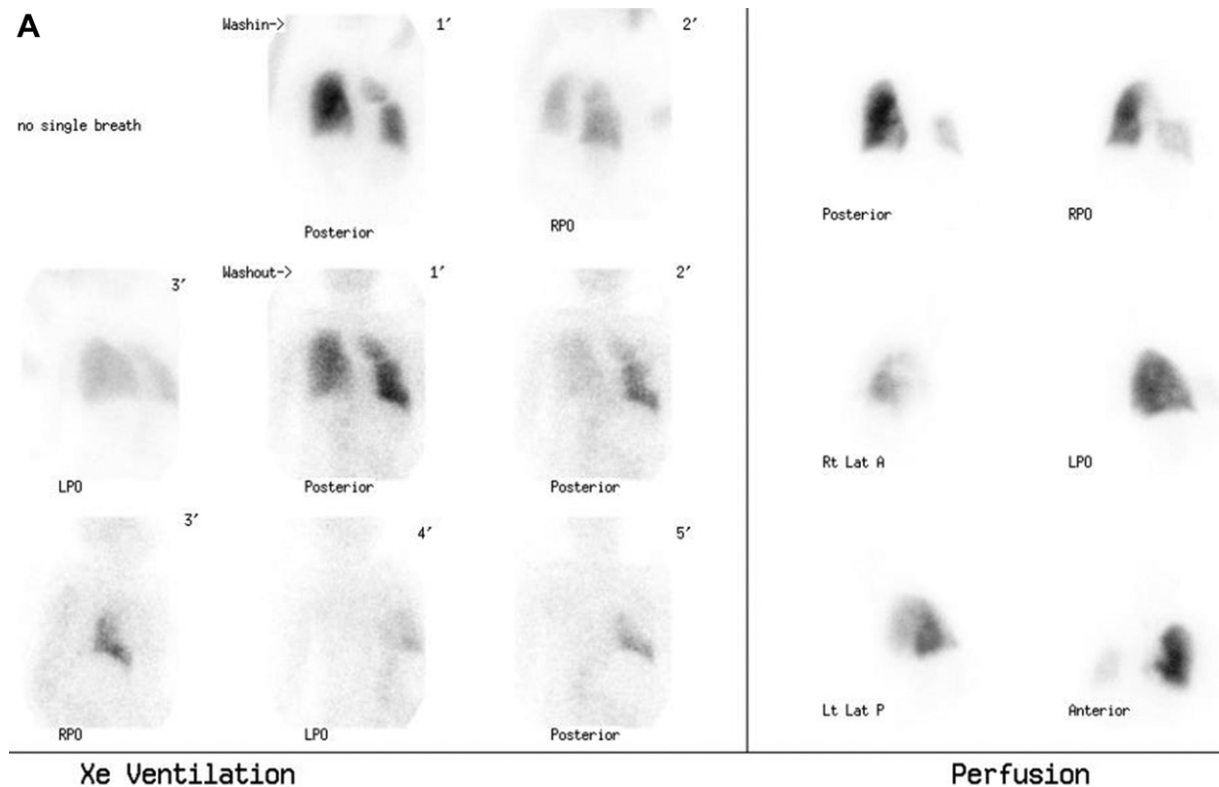 A
Washin->
1′
2′
no single breath
Posterior
RPO
Posterior
RPO
3′
Washout->
1′
2′
LPO
Posterior
Posterior
Rt Lat A
LPO
3′
4′
5′
RPO
LPO
Posterior
Lt Lat P
Anterior
Xe Ventilation
Perfusion